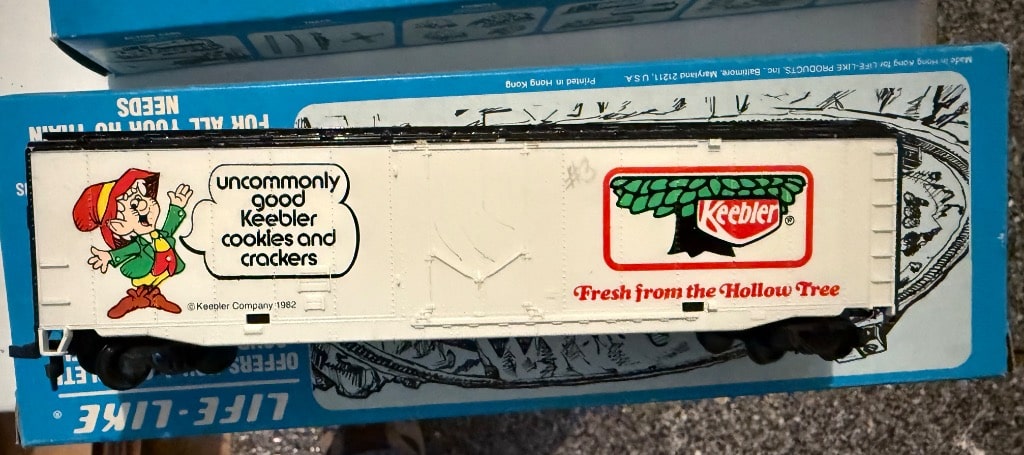 uncommonly
good
Keebler
cookies and
crackers
© Keebler Company 1982
#3
Keebler ®
Fresh from the Hollow Tree
Made in Hong Kong for LIFE-LIKE PRODUCTS, Inc., Baltimore, Maryland 21211, U.S.A.
Printed in Hong Kong
FOR ALL YOUR HO TRAIN
NEEDS
LIFE-LIKE ®
OFFERS